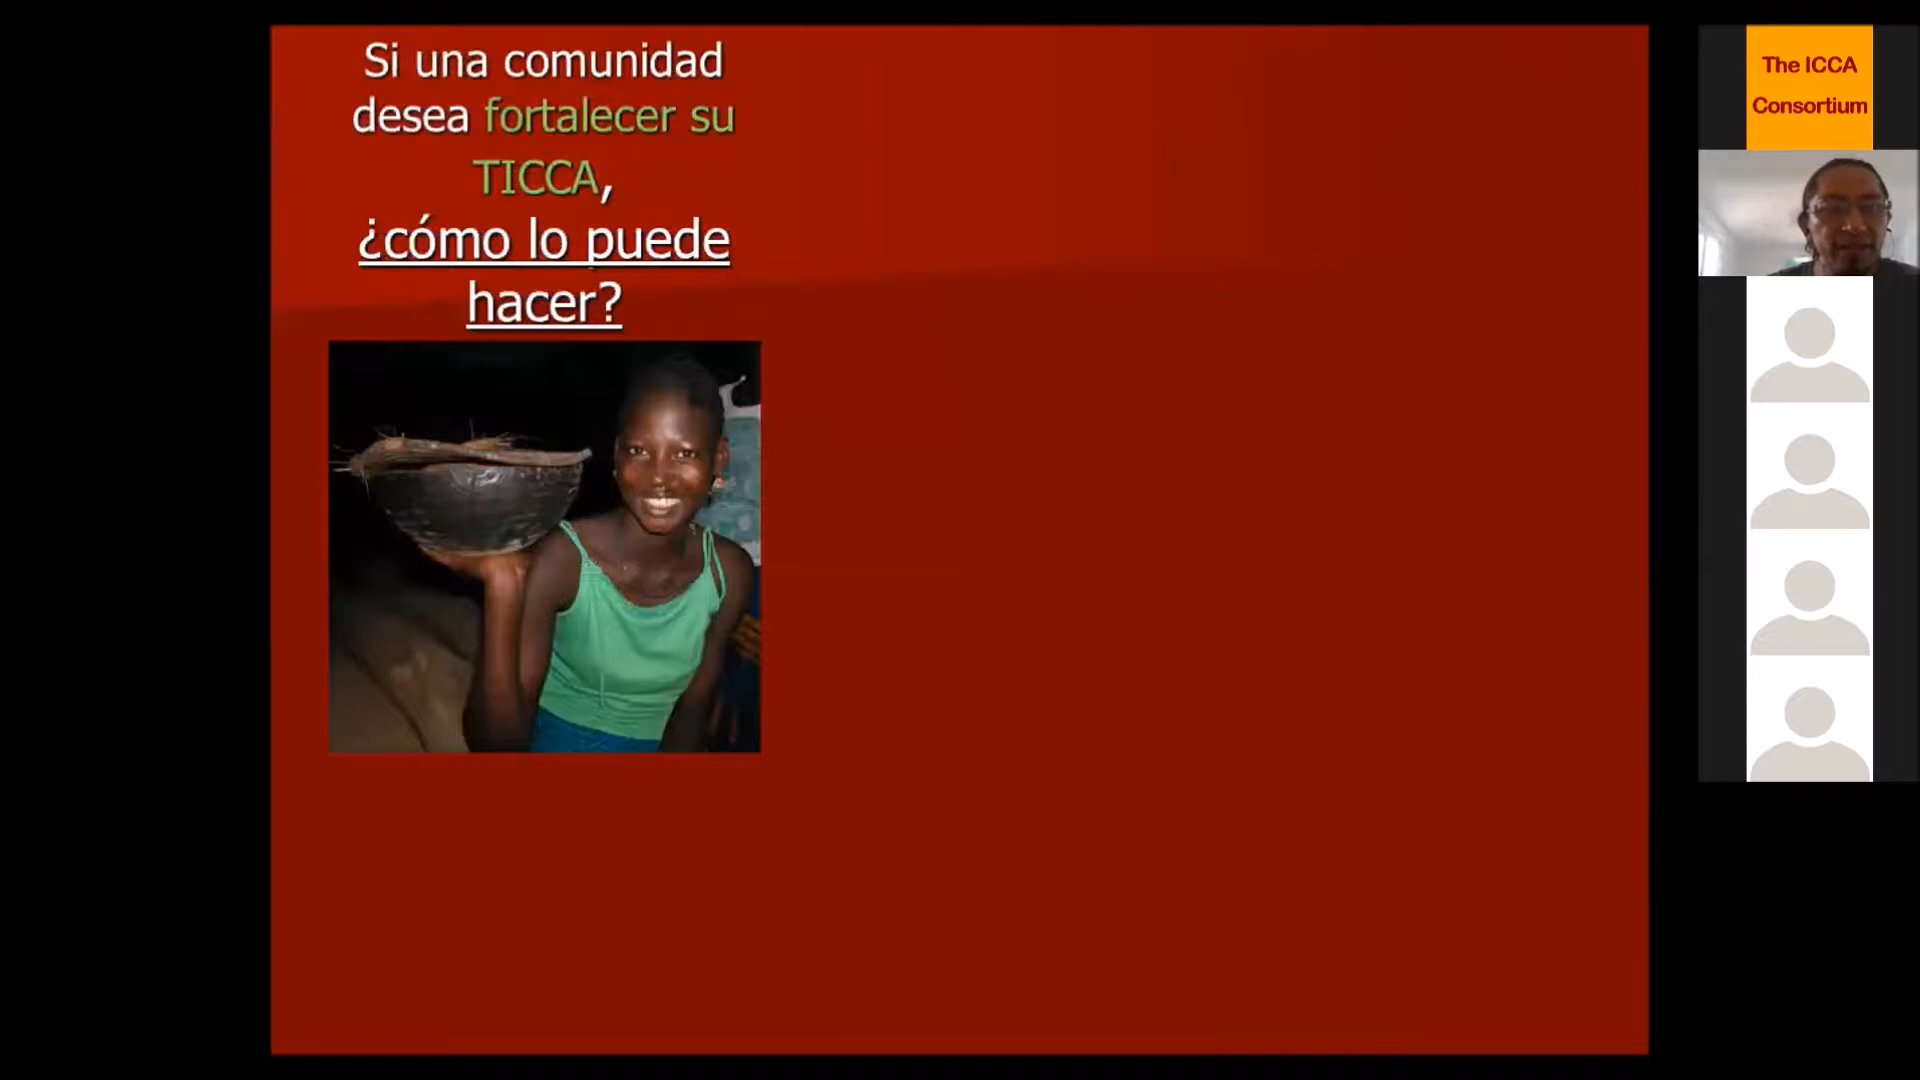 Si una comunidad
desea fortalecer su
TICCA,
¿cómo lo puede
hacer?
The ICCA
Consortium